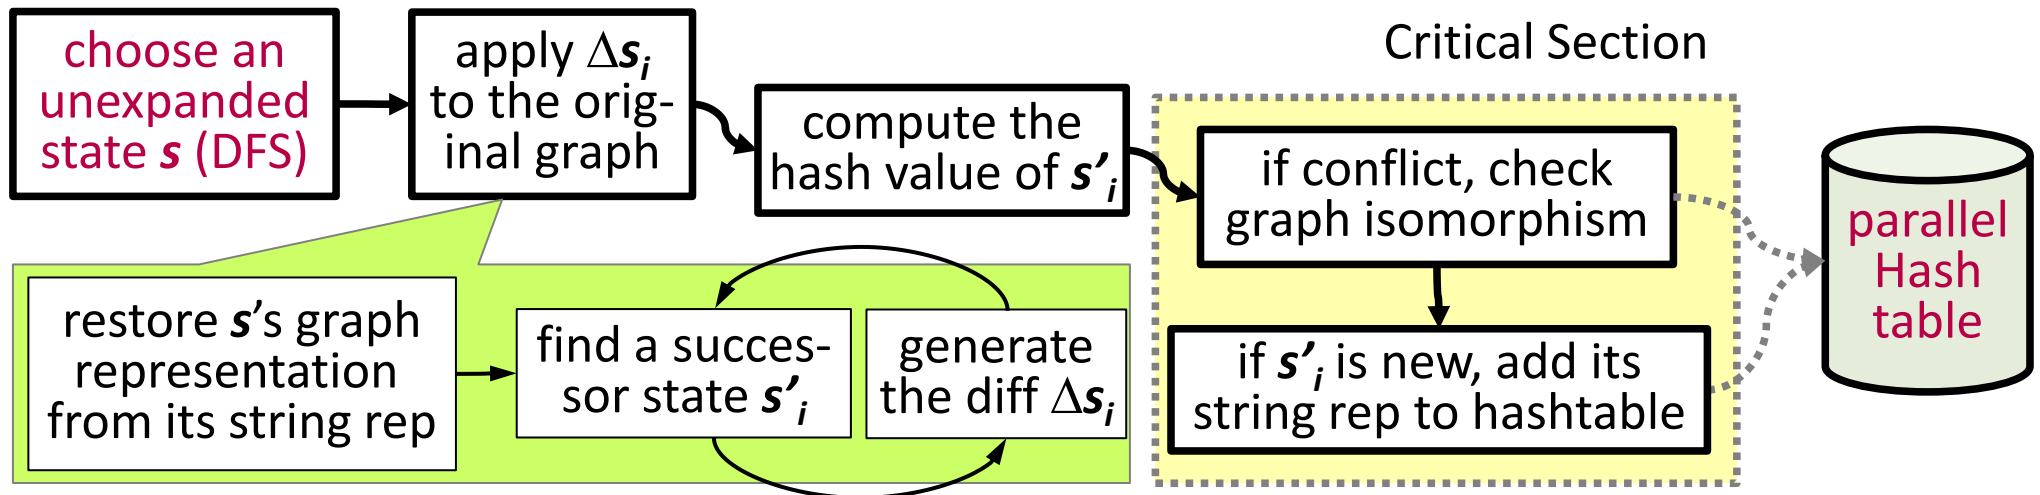 choose an
unexpanded
state s (DFS)
apply Δsi
to the orig-
inal graph
compute the
hash value of s’i
Critical Section
if conflict, check
graph isomorphism
if s’i is new, add its
string rep to hashtable
parallel
Hash
table
restore s’s graph
representation
from its string rep
find a succes-
sor state s’i
generate
the diff Δsi